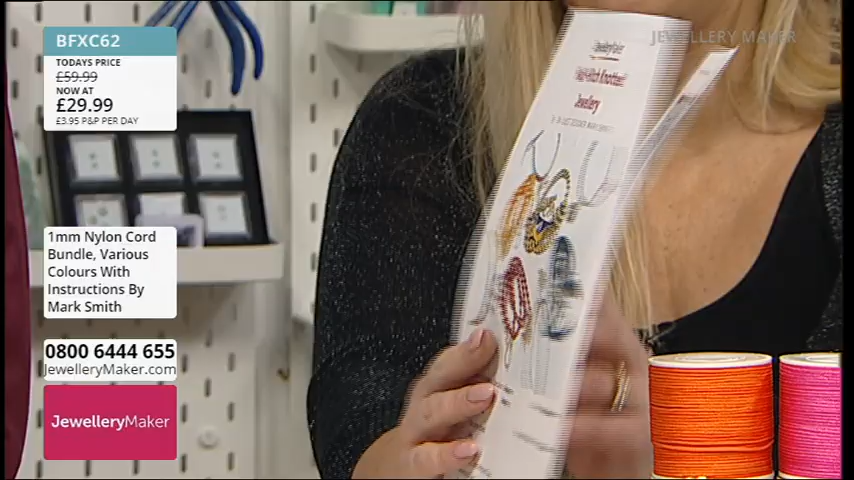 BFXC62
TODAYS PRICE
£59.99
NOW AT
£29.99
£3.95 P&P PER DAY
1mm Nylon Cord
Bundle, Various
Colours With
Instructions By
Mark Smith
0800 6444 655
JewelleryMaker.com
JewelleryMaker
JEWELLERY MAKER
Jewellery